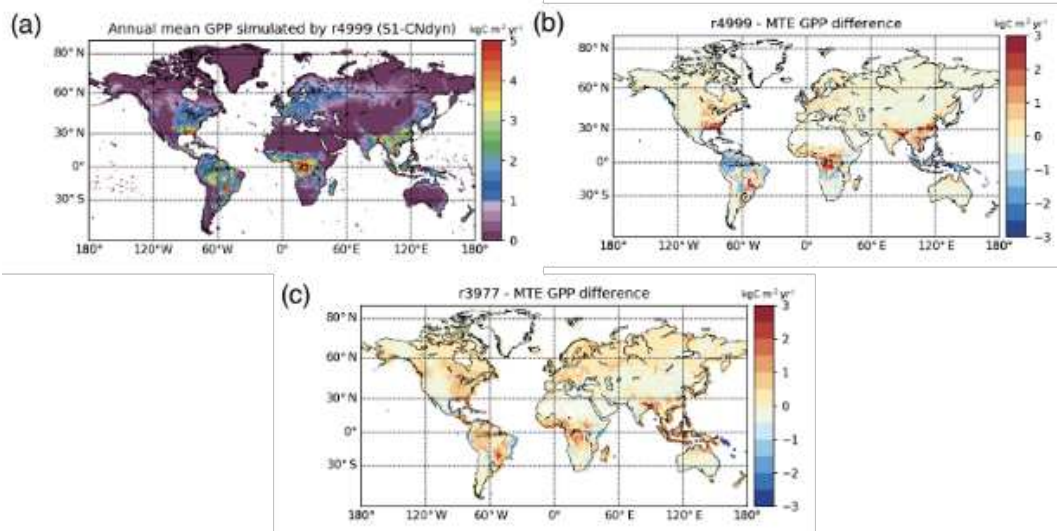 (a)
Annual mean GPP simulated by r4999 (S1-CNdyn)
kgC m⁻² yr⁻¹
80° N
60° N
30° N
0°
30° S
180° 120° W 60° W 0° 60° E 120° E 180°
5
4
3
2
1
0
(b)
r4999 - MTE GPP difference
kgC m⁻² yr⁻¹
80° N
60° N
30° N
0°
30° S
180° 120° W 60° W 0° 60° E 120° E 180°
3
2
1
0
−1
−2
−3
(c)
r3977 - MTE GPP difference
kgC m⁻² yr⁻¹
80° N
60° N
30° N
0°
30° S
180° 120° W 60° W 0° 60° E 120° E 180°
3
2
1
0
−1
−2
−3